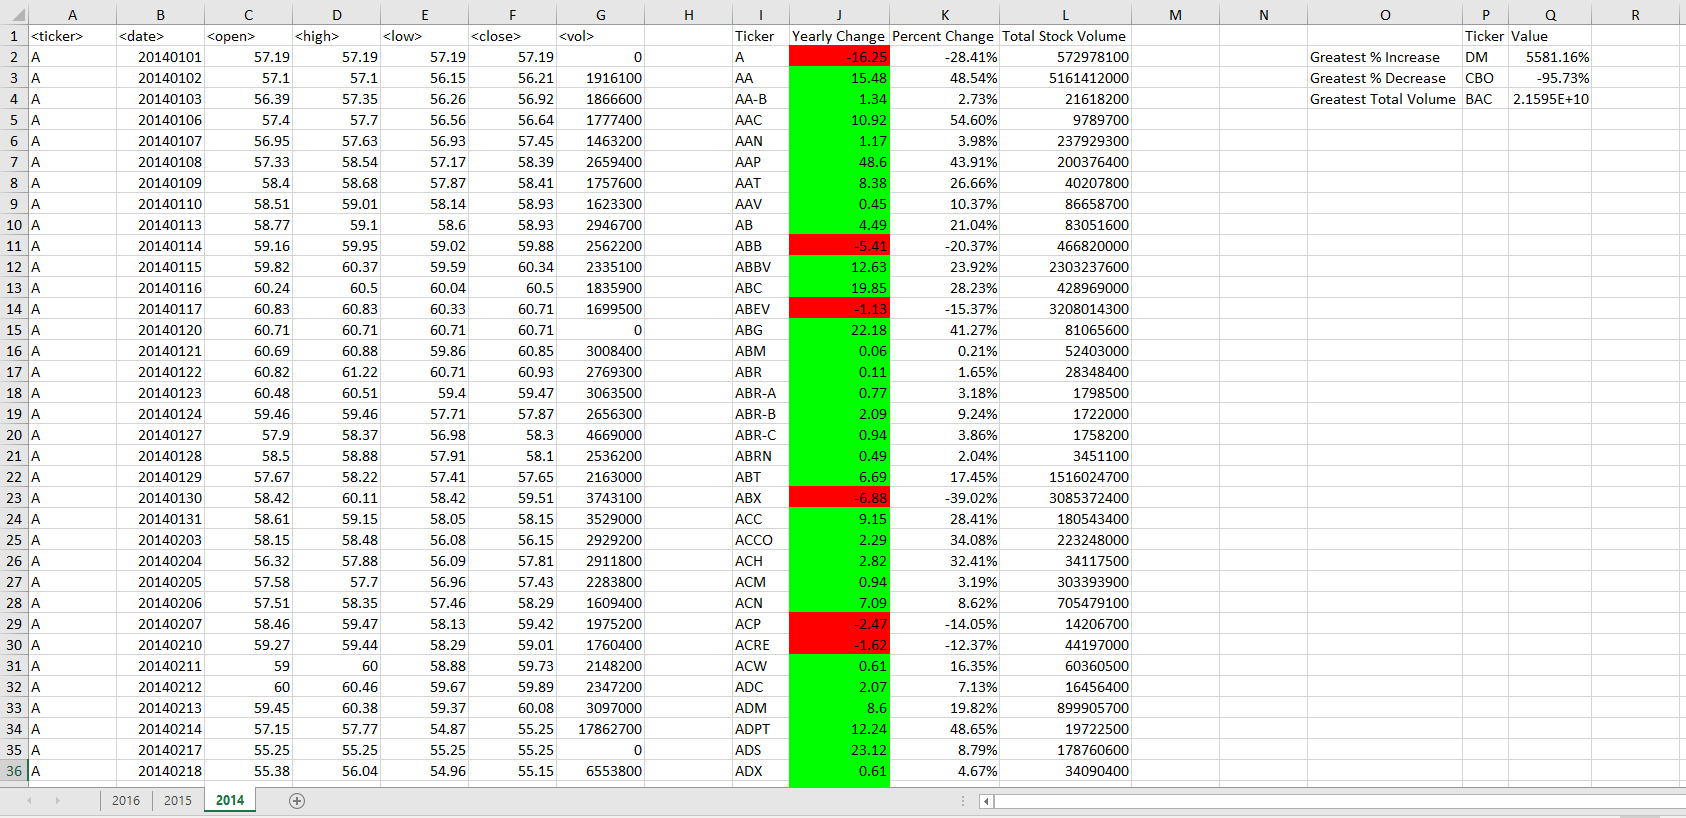 A B C D E F G H I J K L M N O P Q R
1 <ticker> <date> <open> <high> <low> <close> <vol> Ticker Yearly Change Percent Change Total Stock Volume Ticker Value
2 A 20140101 57.19 57.19 57.19 57.19 0 A -16.25 -28.41% 572978100 Greatest % Increase DM 5581.16%
3 A 20140102 57.1 57.1 56.15 56.21 1916100 AA 15.48 48.54% 5161412000 Greatest % Decrease CBO -95.73%
4 A 20140103 56.39 57.35 56.26 56.92 1866600 AA-B 1.34 2.73% 21618200 Greatest Total Volume BAC 2.1595E+10
5 A 20140106 57.4 57.7 56.56 56.64 1777400 AAC 10.92 54.60% 9789700
6 A 20140107 56.95 57.63 56.93 57.45 1463200 AAN 1.17 3.98% 237929300
7 A 20140108 57.33 58.54 57.17 58.39 2659400 AAP 48.6 43.91% 200376400
8 A 20140109 58.4 58.68 57.87 58.41 1757600 AAT 8.38 26.66% 40207800
9 A 20140110 58.51 59.01 58.14 58.93 1623300 AAV 0.45 10.37% 86658700
10 A 20140113 58.77 59.1 58.6 58.93 2946700 AB 4.49 21.04% 83051600
11 A 20140114 59.16 59.95 59.02 59.88 2562200 ABB -5.41 -20.37% 466820000
12 A 20140115 59.82 60.37 59.59 60.34 2335100 ABBV 12.63 23.92% 2303237600
13 A 20140116 60.24 60.5 60.04 60.5 1835900 ABC 19.85 28.23% 428969000
14 A 20140117 60.83 60.83 60.33 60.71 1699500 ABEV -1.13 -15.37% 3208014300
15 A 20140120 60.71 60.71 60.71 60.71 0 ABG 22.18 41.27% 81065600
16 A 20140121 60.69 60.88 59.86 60.85 3008400 ABM 0.06 0.21% 52403000
17 A 20140122 60.82 61.22 60.71 60.93 2769300 ABR 0.11 1.65% 28348400
18 A 20140123 60.48 60.51 59.4 59.47 3063500 ABR-A 0.77 3.18% 1798500
19 A 20140124 59.46 59.46 57.71 57.87 2656300 ABR-B 2.09 9.24% 1722000
20 A 20140127 57.9 58.37 56.98 58.3 4669000 ABR-C 0.94 3.86% 1758200
21 A 20140128 58.5 58.88 57.91 58.1 2536200 ABRN 0.49 2.04% 3451100
22 A 20140129 57.67 58.22 57.41 57.65 2163000 ABT 6.69 17.45% 1516024700
23 A 20140130 58.42 60.11 58.42 59.51 3743100 ABX -6.88 -39.02% 3085372400
24 A 20140131 58.61 59.15 58.05 58.15 3529000 ACC 9.15 28.41% 180543400
25 A 20140203 58.15 58.48 56.08 56.15 2929200 ACCO 2.29 34.08% 223248000
26 A 20140204 56.32 57.88 56.09 57.81 2911800 ACH 2.82 32.41% 34117500
27 A 20140205 57.58 57.7 56.96 57.43 2283800 ACM 0.94 3.19% 303393900
28 A 20140206 57.51 58.35 57.46 58.29 1609400 ACN 7.09 8.62% 705479100
29 A 20140207 58.46 59.47 58.13 59.42 1975200 ACP -2.47 -14.05% 14206700
30 A 20140210 59.27 59.44 58.29 59.01 1760400 ACRE -1.62 -12.37% 44197000
31 A 20140211 59 60 58.88 59.73 2148200 ACW 0.61 16.35% 60360500
32 A 20140212 60 60.46 59.67 59.89 2347200 ADC 2.07 7.13% 16456400
33 A 20140213 59.45 60.38 59.37 60.08 3097000 ADM 8.6 19.82% 899905700
34 A 20140214 57.15 57.77 54.87 55.25 17862700 ADPT 12.24 48.65% 19722500
35 A 20140217 55.25 55.25 55.25 55.25 0 ADS 23.12 8.79% 178760600
36 A 20140218 55.38 56.04 54.96 55.15 6553800 ADX 0.61 4.67% 34090400
2016 2015 2014